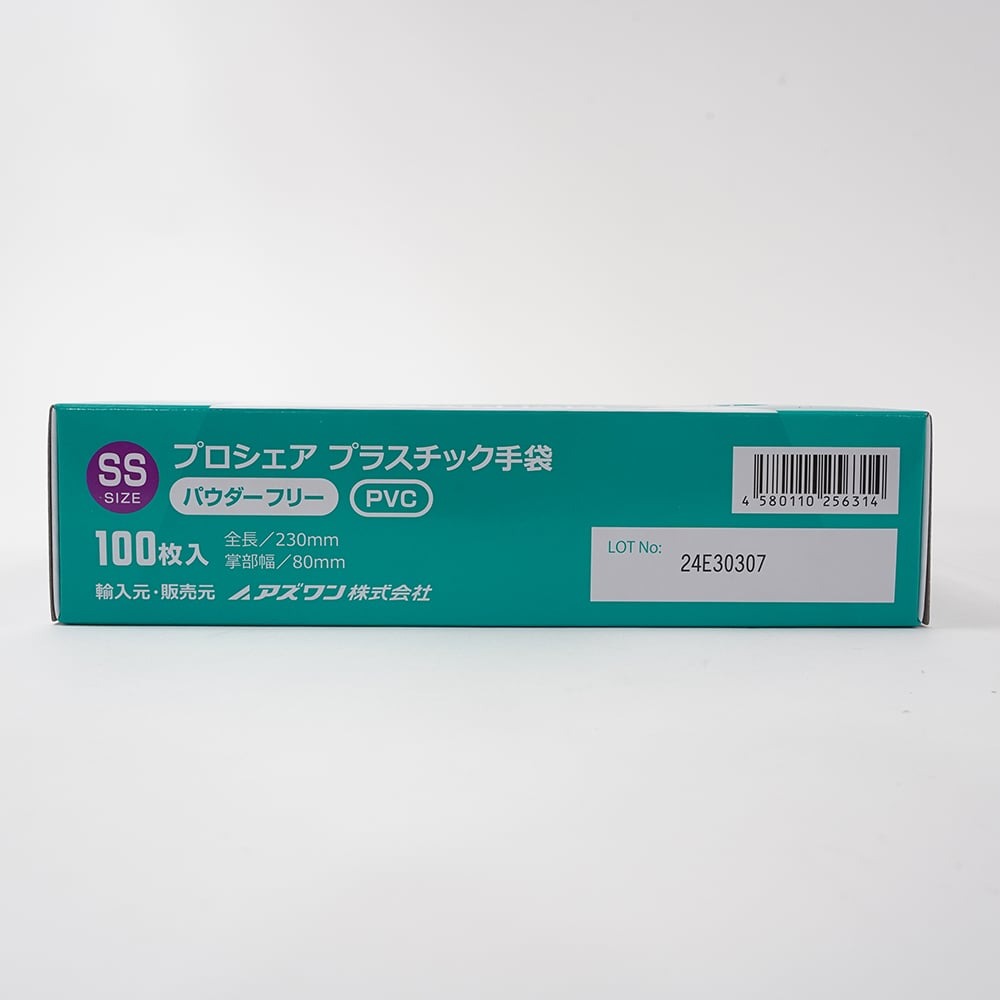 SS
SIZE
プロシェア プラスチック手袋
パウダーフリー PVC
100枚入
全長／230mm
掌部幅／80mm
輸入元・販売元 アズワン株式会社
4 580110 256314
LOT No:
24E30307